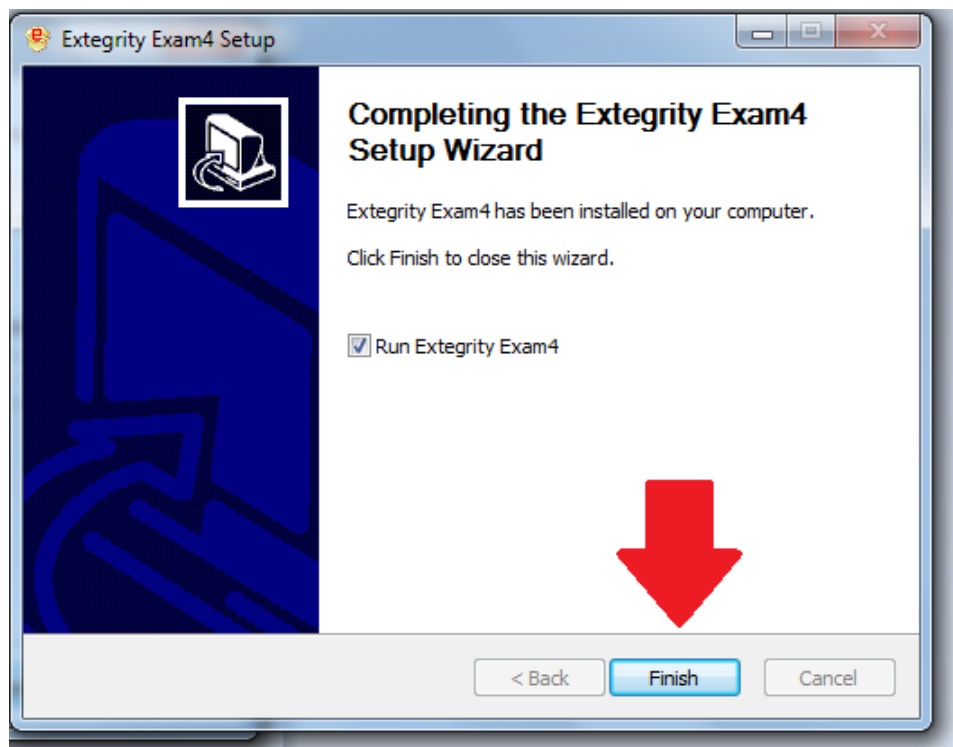 Extegrity Exam4 Setup
Completing the Extegrity Exam4
Setup Wizard
Extegrity Exam4 has been installed on your computer.
Click Finish to close this wizard.
Run Extegrity Exam4
< Back Finish Cancel